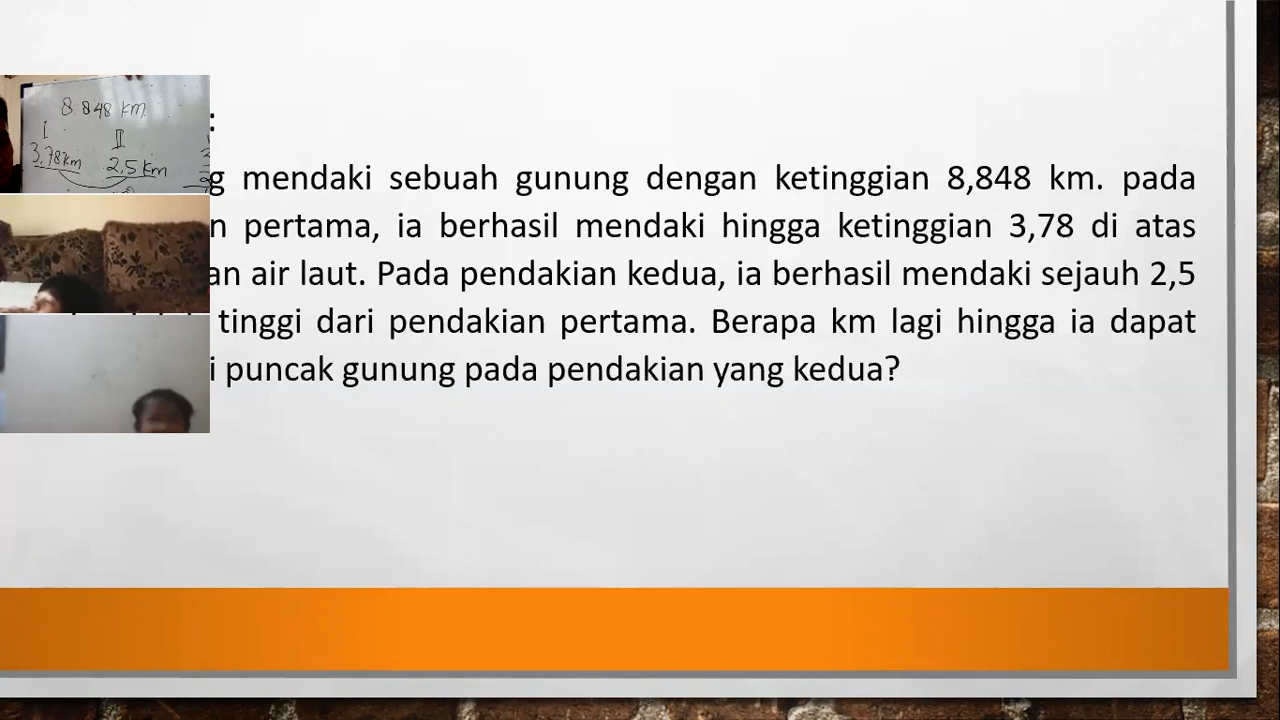 8.848 km
I
II
3,78 km
2,5 km
:
mendaki sebuah gunung dengan ketinggian 8,848 km. pada
pertama, ia berhasil mendaki hingga ketinggian 3,78 di atas
air laut. Pada pendakian kedua, ia berhasil mendaki sejauh 2,5
tinggi dari pendakian pertama. Berapa km lagi hingga ia dapat
puncak gunung pada pendakian yang kedua?